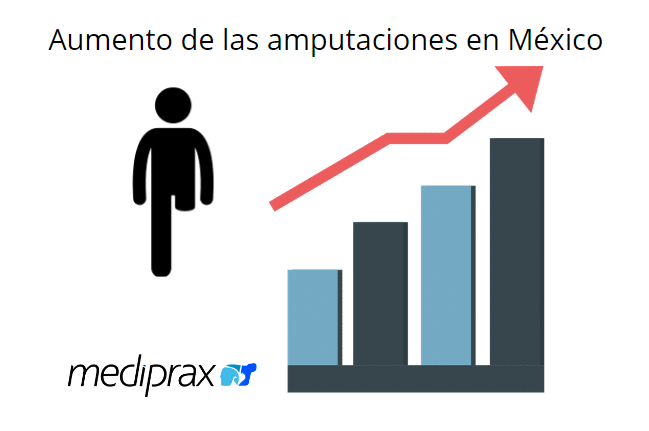 Aumento de las amputaciones en México
mediprax